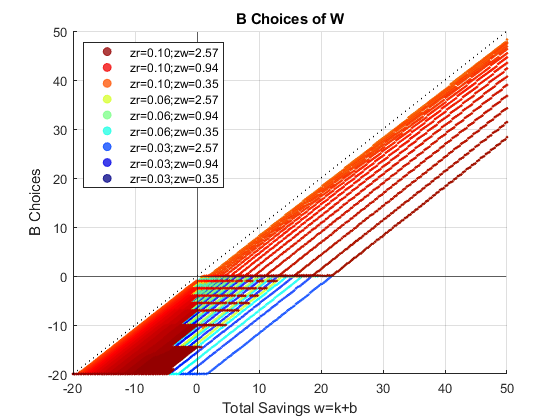 B Choices of W
zr=0.10;zw=2.57
zr=0.10;zw=0.94
zr=0.10;zw=0.35
zr=0.06;zw=2.57
zr=0.06;zw=0.94
zr=0.06;zw=0.35
zr=0.03;zw=2.57
zr=0.03;zw=0.94
zr=0.03;zw=0.35
B Choices
50
40
30
20
10
0
-10
-20
-20
-10
0
10
20
30
40
50
Total Savings w=k+b